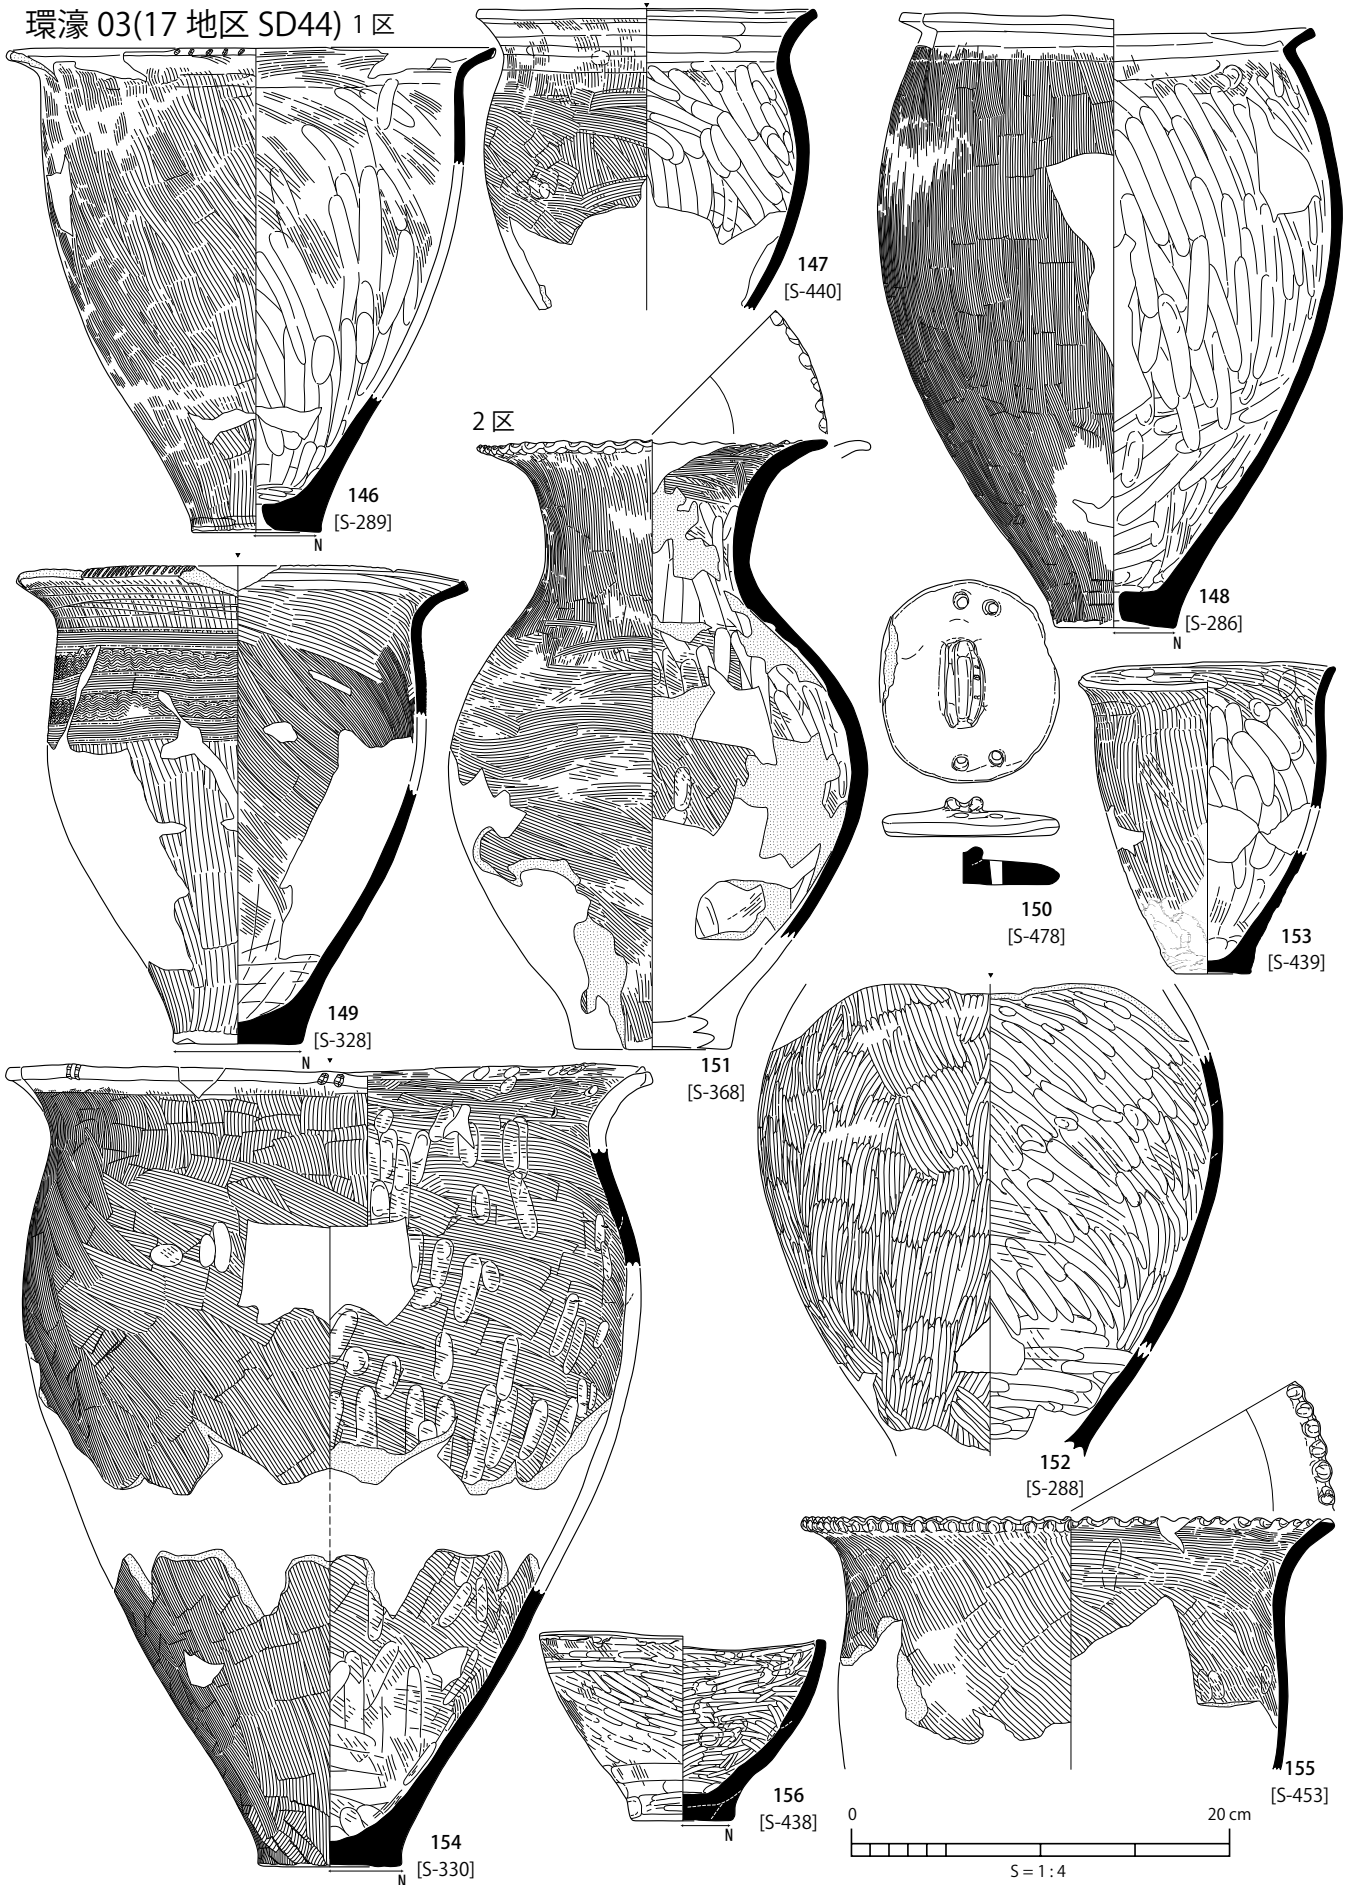 環濠 03(17 地区 SD44) 1 区
147
[S-440]
2 区
146
[S-289]
N
148
[S-286]
N
150
[S-478]
153
[S-439]
149
[S-328]
N
151
[S-368]
152
[S-288]
155
[S-453]
156
[S-438]
N
154
[S-330]
N
0 20 cm
S = 1 : 4